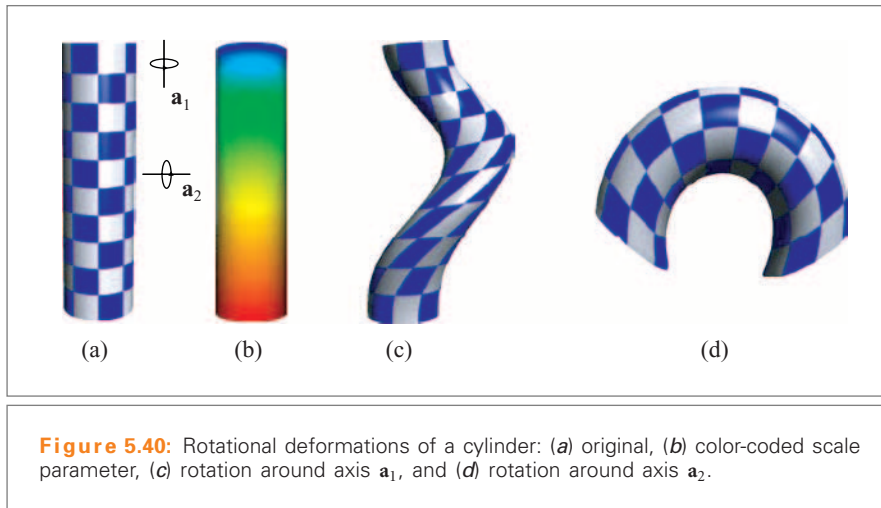 a1
a2
(a) (b) (c) (d)
Figure 5.40: Rotational deformations of a cylinder: (a) original, (b) color-coded scale
parameter, (c) rotation around axis a1, and (d) rotation around axis a2.